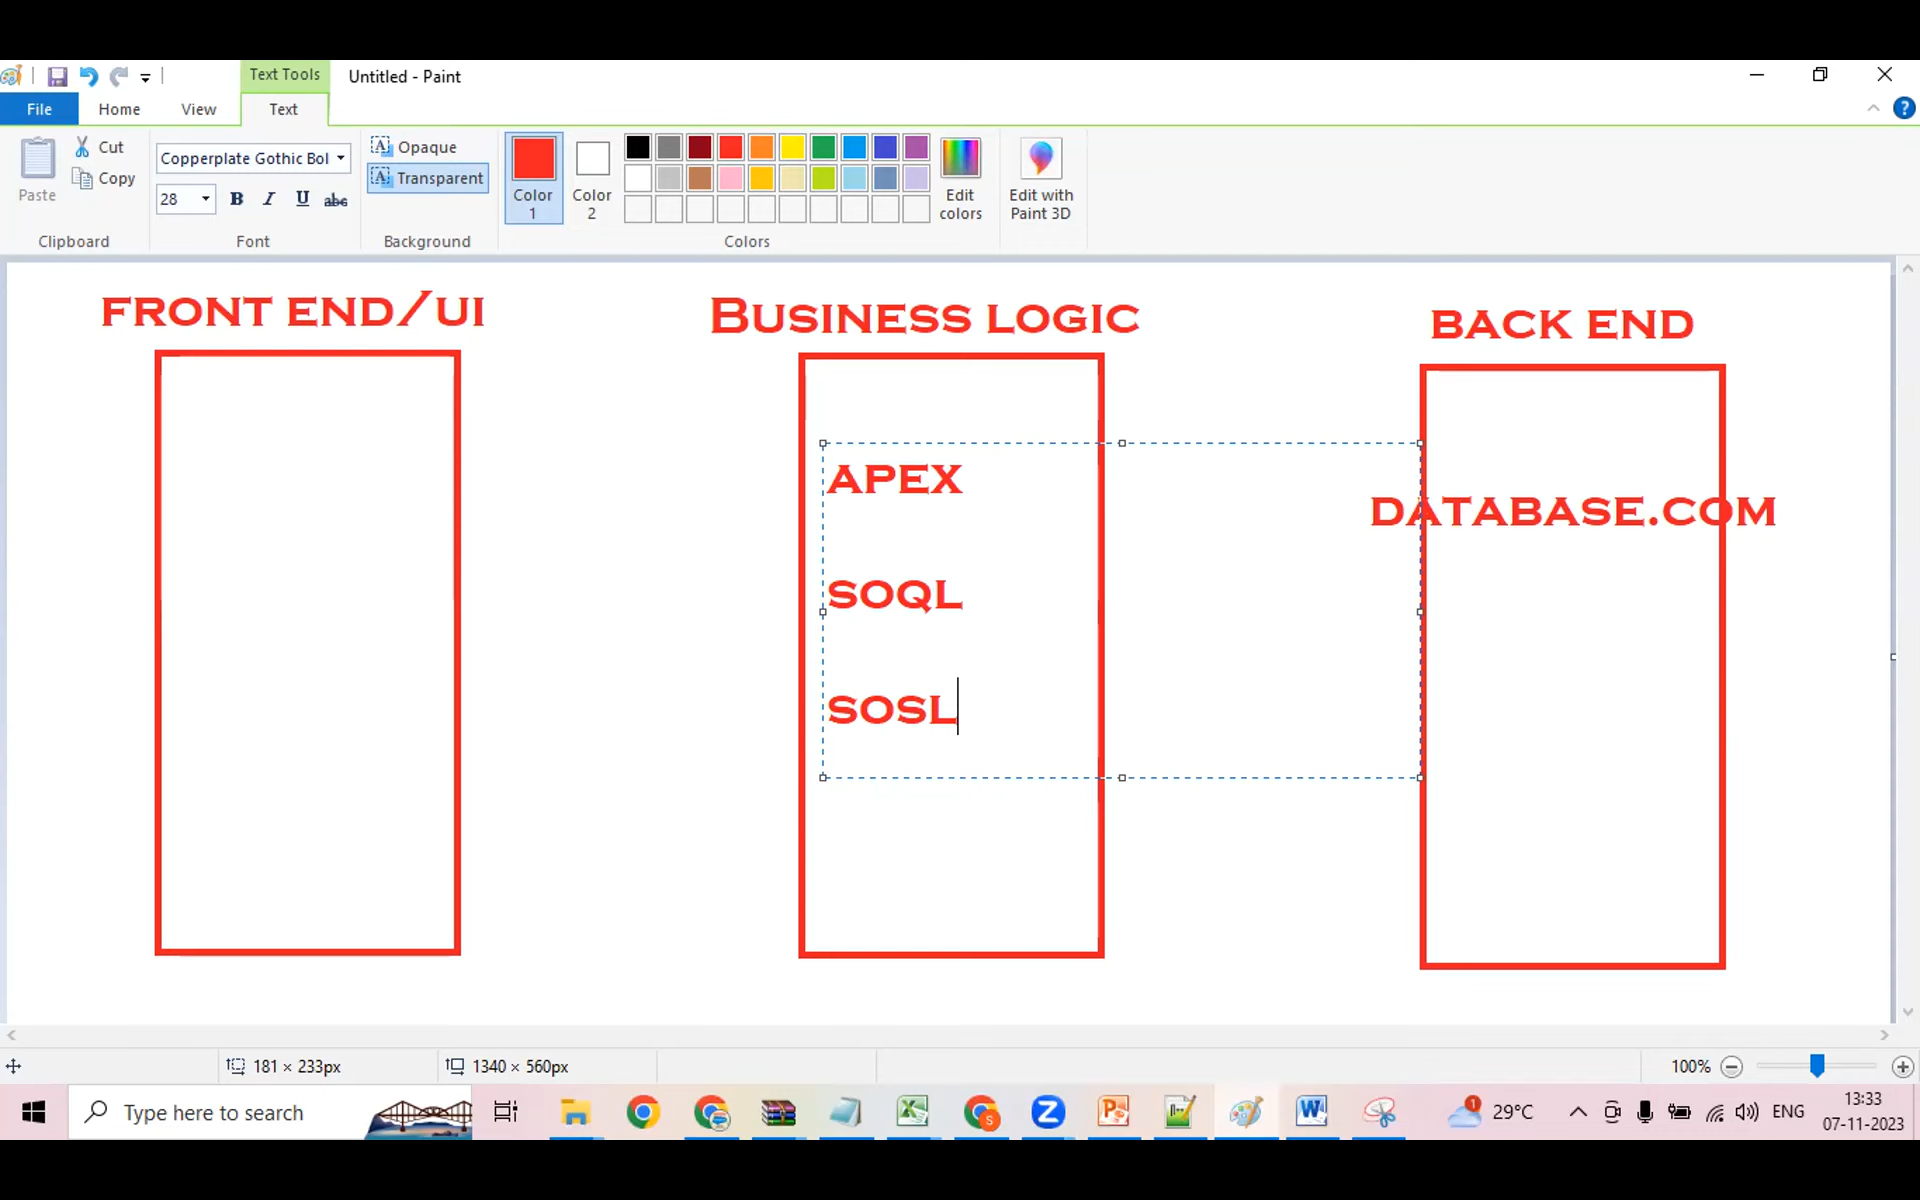 Text Tools
Untitled - Paint
File
Home
View
Text
Paste
Cut
Copy
Clipboard
Copperplate Gothic Bol
28
B
I
U
abc
Font
Opaque
Transparent
Background
Color 1
Color 2
Colors
Edit colors
Edit with Paint 3D
FRONT END/UI
BUSINESS LOGIC
BACK END
APEX
SOQL
SOSL
DATABASE.COM
181 × 233px
1340 × 560px
100%
Type here to search
29°C
ENG
13:33
07-11-2023